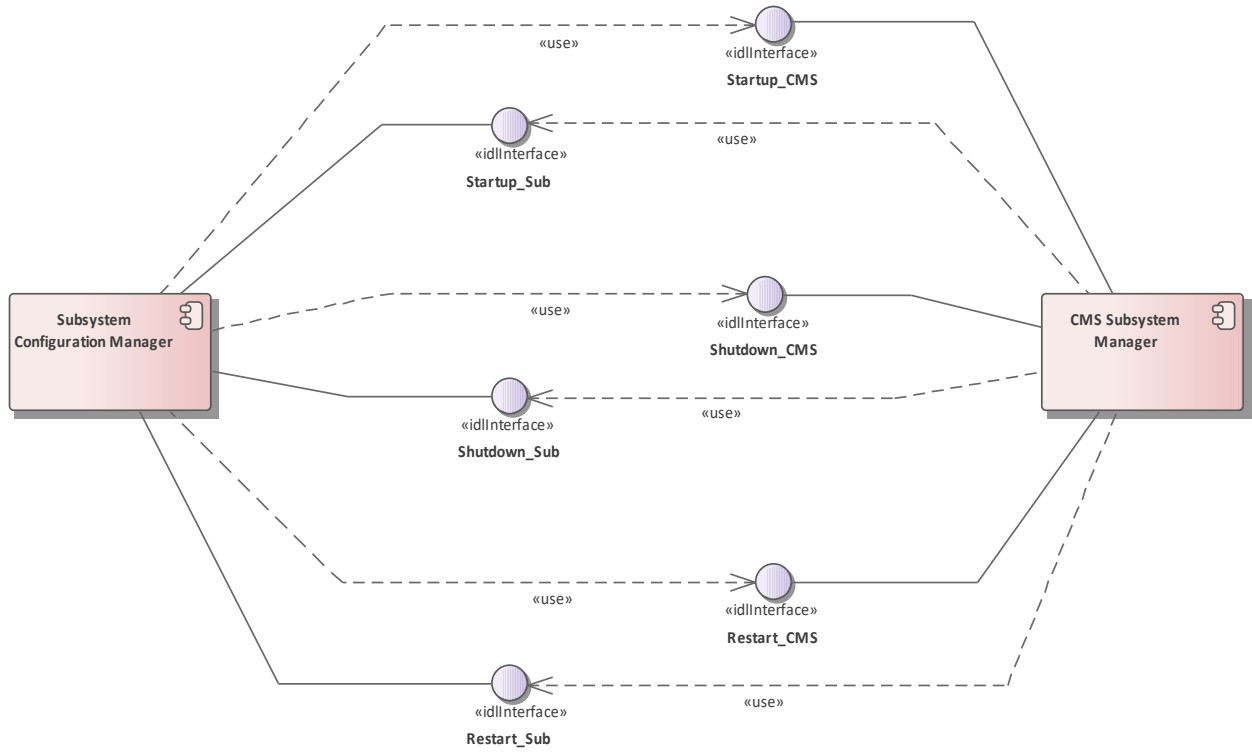 «use»
«idlInterface»
Startup_CMS
«use»
«idlInterface»
Startup_Sub
Subsystem
Configuration Manager
«use»
«idlInterface»
Shutdown_CMS
CMS Subsystem
Manager
«use»
«idlInterface»
Shutdown_Sub
«use»
«idlInterface»
Restart_CMS
«use»
«idlInterface»
Restart_Sub